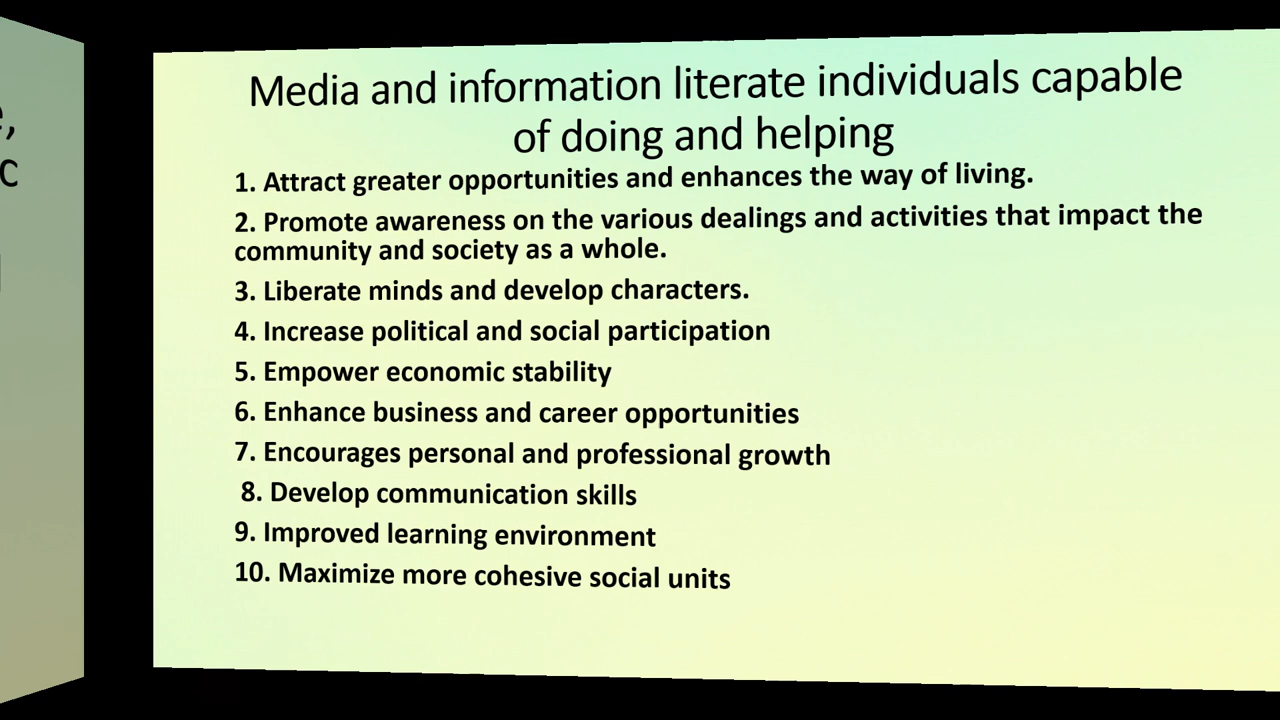 Media and information literate individuals capable
of doing and helping
1. Attract greater opportunities and enhances the way of living.
2. Promote awareness on the various dealings and activities that impact the
community and society as a whole.
3. Liberate minds and develop characters.
4. Increase political and social participation
5. Empower economic stability
6. Enhance business and career opportunities
7. Encourages personal and professional growth
8. Develop communication skills
9. Improved learning environment
10. Maximize more cohesive social units